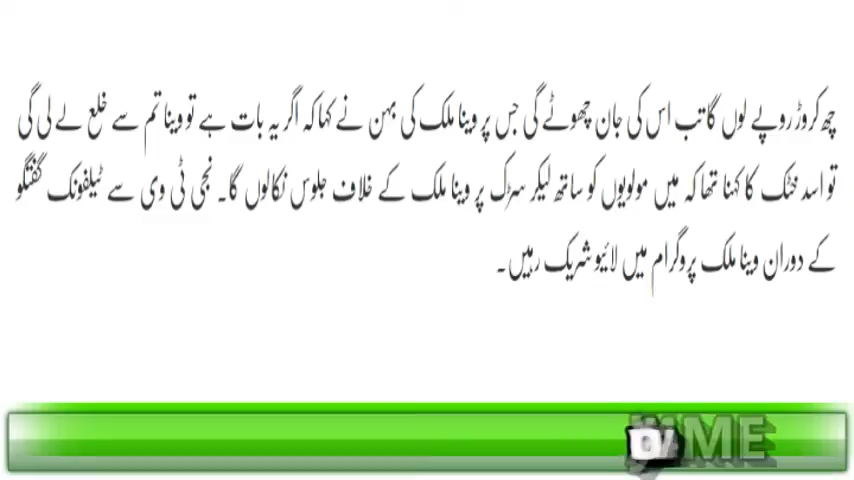 چھ کروڑ روپے لوں گا تب اس کی جان چھوٹے گی جس پر وینا ملک کی بہن نے کہا کہ اگر یہ بات ہے تو وینا تم سے خلع لے لی گی
تو اسد خٹک کا کہنا تھا کہ میں مولویوں کو ساتھ لیکر سڑک پر وینا ملک کے خلاف جلوس نکالوں گا۔ نجی ٹی وی سے ٹیلفونک گفتگو
کے دوران وینا ملک پروگرام میں لائیو شریک رہیں۔